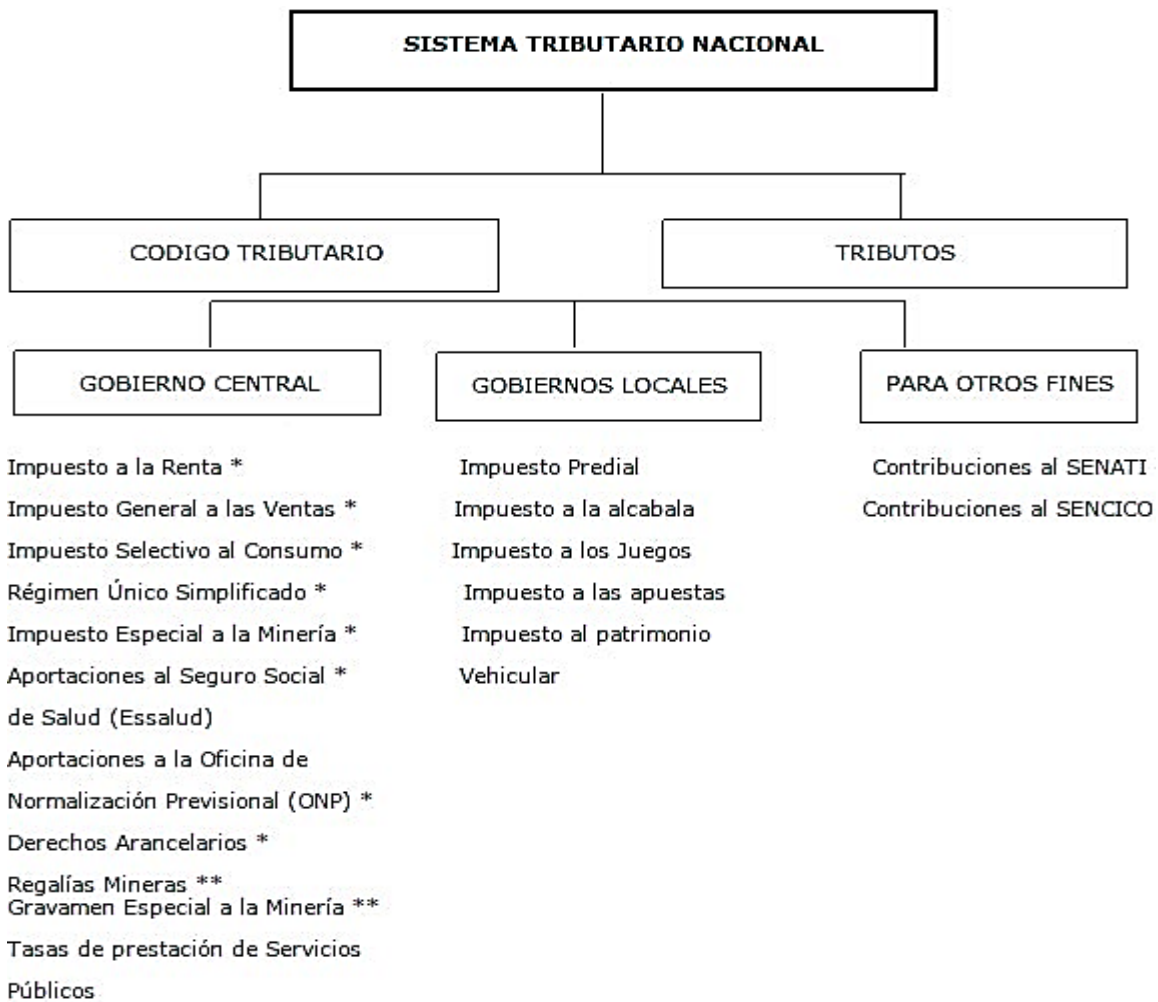 SISTEMA TRIBUTARIO NACIONAL
CODIGO TRIBUTARIO
TRIBUTOS
GOBIERNO CENTRAL
GOBIERNOS LOCALES
PARA OTROS FINES
Impuesto a la Renta *
Impuesto General a las Ventas *
Impuesto Selectivo al Consumo *
Régimen Único Simplificado *
Impuesto Especial a la Minería *
Aportaciones al Seguro Social *
de Salud (Essalud)
Aportaciones a la Oficina de
Normalización Previsional (ONP) *
Derechos Arancelarios *
Regalías Mineras **
Gravamen Especial a la Minería **
Tasas de prestación de Servicios
Públicos
Impuesto Predial
Impuesto a la alcabala
Impuesto a los Juegos
Impuesto a las apuestas
Impuesto al patrimonio
Vehicular
Contribuciones al SENATI
Contribuciones al SENCICO